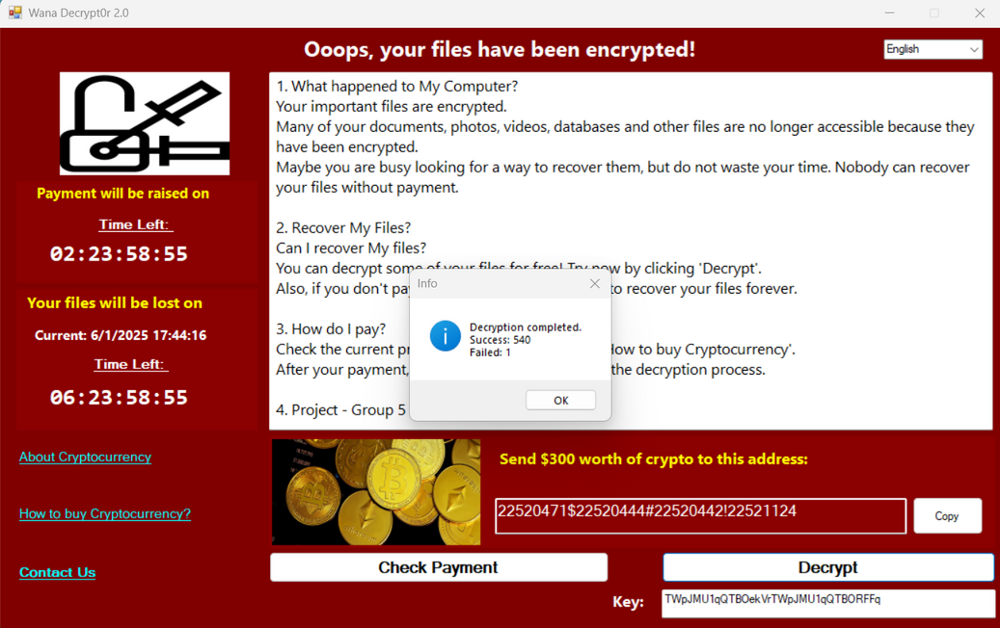 Wana Decrypt0r 2.0
Ooops, your files have been encrypted!
English
1. What happened to My Computer?
Your important files are encrypted.
Many of your documents, photos, videos, databases and other files are no longer accessible because they
have been encrypted.
Maybe you are busy looking for a way to recover them, but do not waste your time. Nobody can recover
your files without payment.
2. Recover My Files?
Can I recover My files?
You can decrypt some of your files for free! Try now by clicking 'Decrypt'.
Also, if you don't pa
to recover your files forever.
3. How do I pay?
Check the current pr
How to buy Cryptocurrency'.
After your payment,
the decryption process.
4. Project - Group 5
Payment will be raised on
Time Left:
02:23:58:55
Your files will be lost on
Current: 6/1/2025 17:44:16
Time Left:
06:23:58:55
Info
Decryption completed.
Success: 540
Failed: 1
OK
About Cryptocurrency
How to buy Cryptocurrency?
Contact Us
Send $300 worth of crypto to this address:
22520471$22520444#22520442!22521124
Copy
Check Payment
Decrypt
Key:
TWpJMU1qQTBOekVrTWpJMU1qQTBORFFq